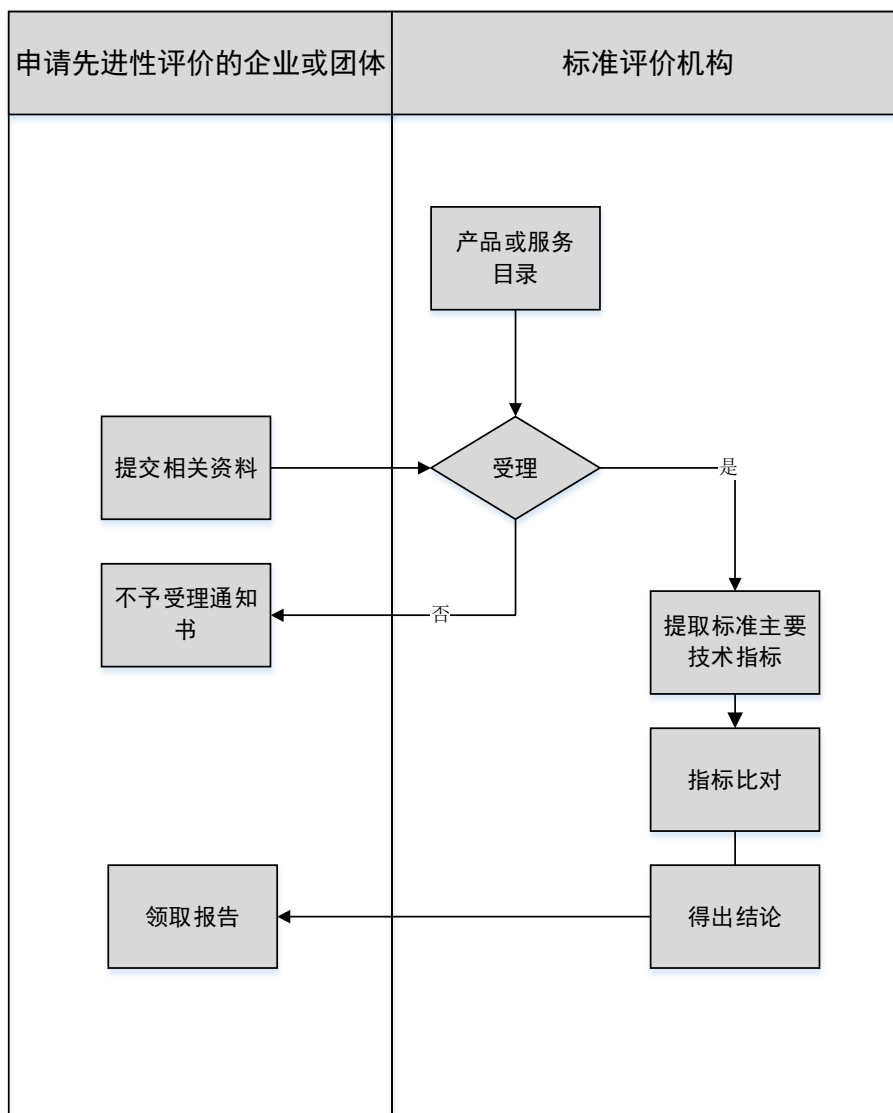 申请先进性评价的企业或团体
标准评价机构
产品或服务
目录
提交相关资料
受理
是
不予受理通知
书
否
提取标准主要
技术指标
指标比对
领取报告
得出结论